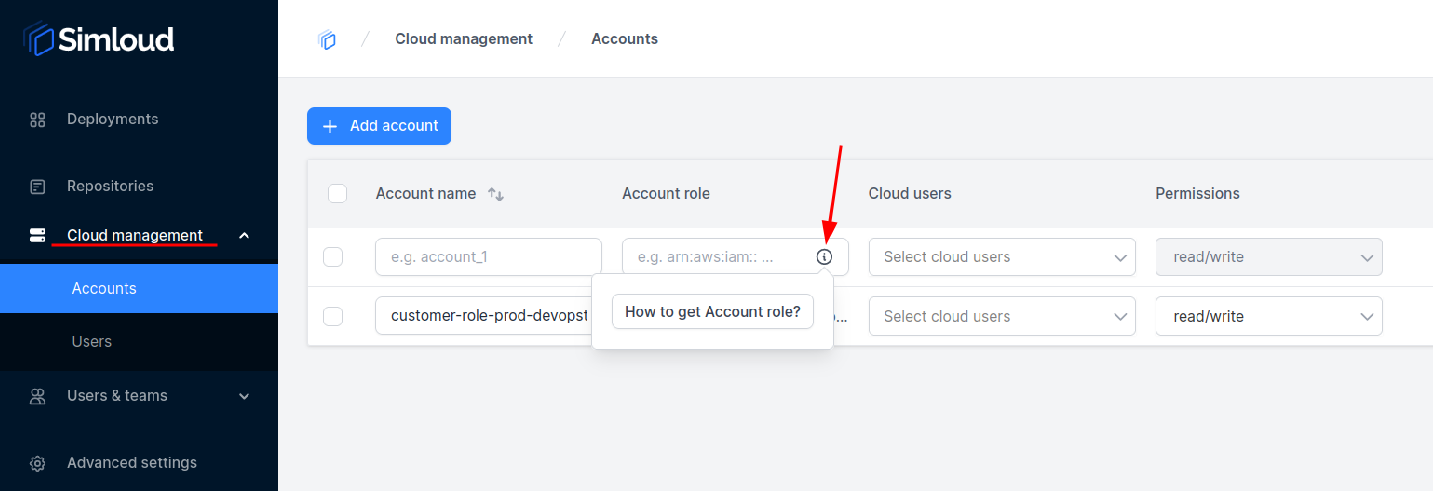 Simloud
Cloud management
Accounts
Deployments
Repositories
Cloud management
Accounts
Users
Users & teams
Advanced settings
Add account
Account name
Account role
Cloud users
Permissions
e.g. account_1
e.g. arn:aws:iam:: ...
Select cloud users
read/write
customer-role-prod-devopst
Select cloud users
read/write
How to get Account role?